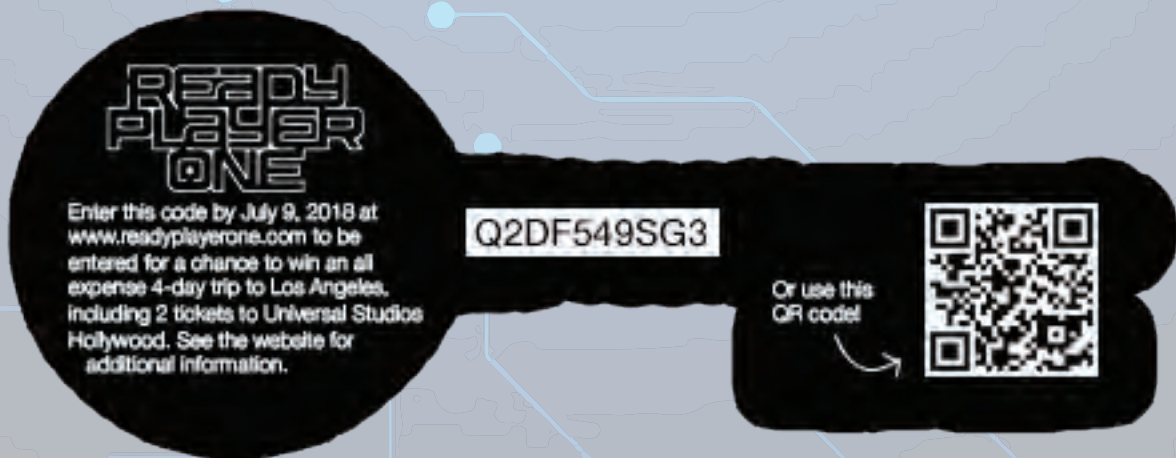 READY
PLAYER
ONE
Enter this code by July 9, 2018 at
www.readyplayerone.com to be
entered for a chance to win an all
expense 4-day trip to Los Angeles,
including 2 tickets to Universal Studios
Hollywood. See the website for
additional information.
Q2DF549SG3
Or use this
QR code!